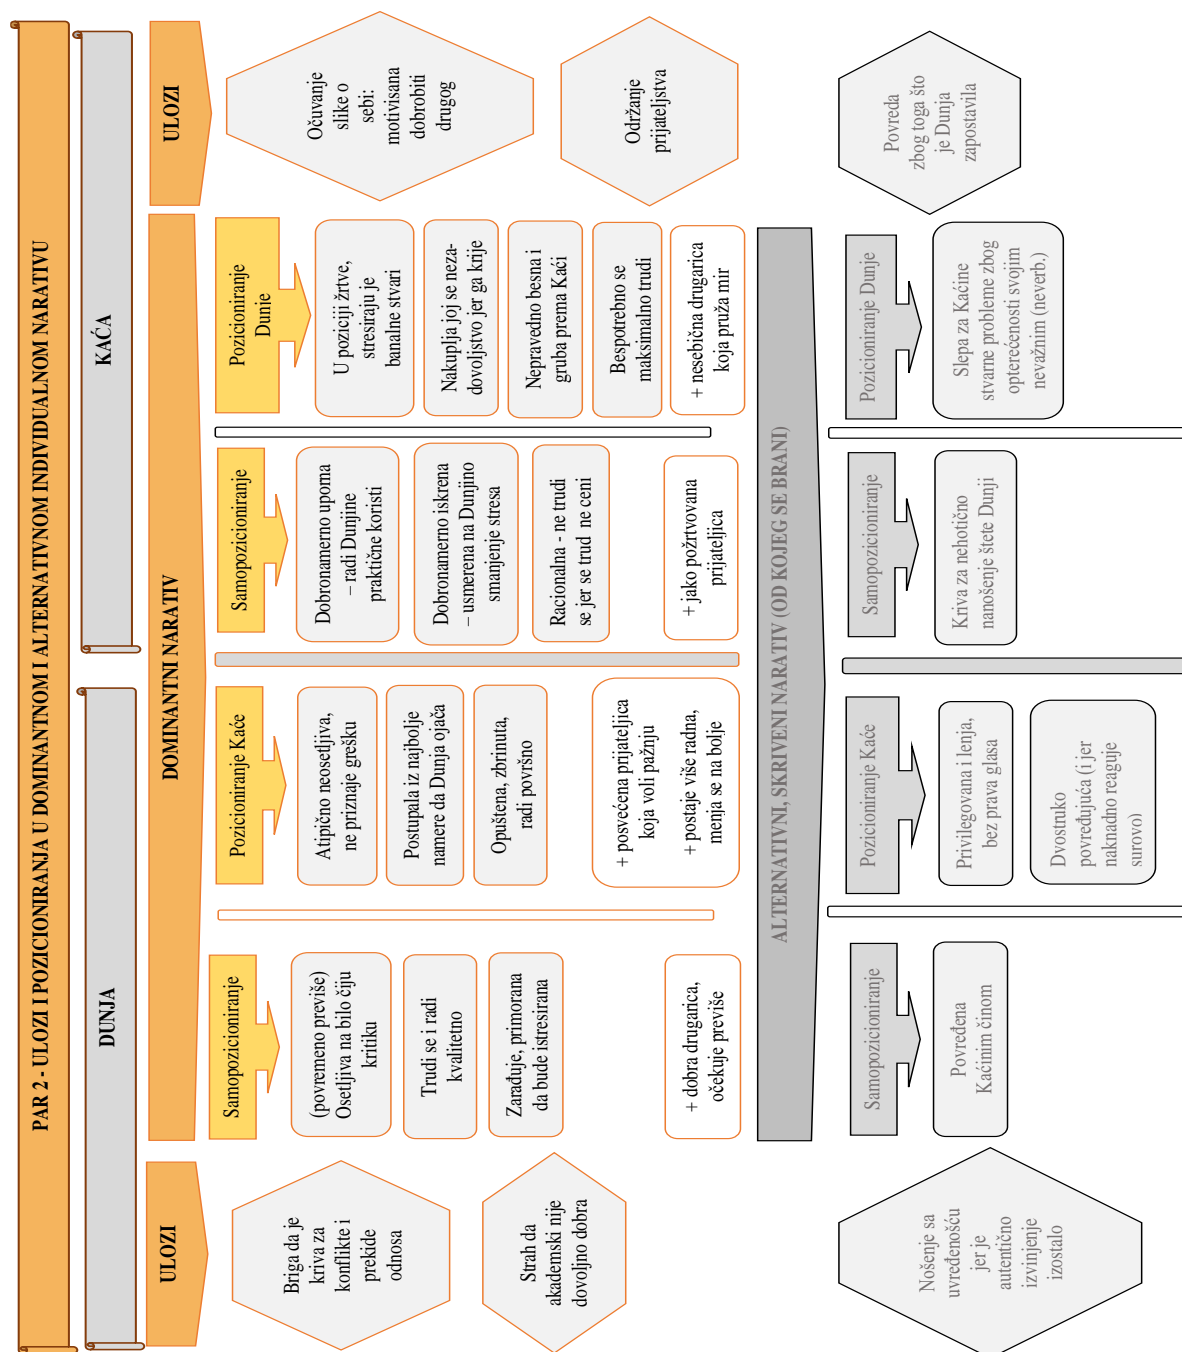 PAR 2 - ULOZI I POZICIONIRANJA U DOMINANTNOM I ALTERNATIVNOM INDIVIDUALNOM NARATIVU
DUNJA
KAĆA
ULOZI
DOMINANTNI NARATIV
ULOZI
Briga da je
kriva za
konflikte i
prekide
odnosa
Strah da
akademski nije
dovoljno dobra
Samopozicioniranje
(povremeno previše)
Osetljiva na bilo čiju
kritiku
Trudi se i radi
kvalitetno
Zarađuje, primorana
da bude istresirana
+ dobra drugarica,
očekuje previše
Pozicioniranje Kaće
Atipično neosetljiva,
ne priznaje grešku
Postupala iz najbolje
namere da Dunja ojača
Opuštena, zbrinuta,
radi površno
+ posvećena prijateljica
koja voli pažnju
+ postaje više radna,
menja se na bolje
Samopozicioniranje
Dobronamerno uporna
– radi Dunjine
praktične koristi
Dobronamerno iskrena
– usmerena na Dunjino
smanjenje stresa
Racionalna - ne trudi
se jer se trud ne ceni
+ jako požrtvovana
prijateljica
Pozicioniranje
Dunje
U poziciji žrtve,
stresiraju je
banalne stvari
Nakuplja joj se neza-
dovoljstvo jer ga krije
Nepravedno besna i
gruba prema Kaći
Bespotrebno se
maksimalno trudi
+ nesebična drugarica
koja pruža mir
Očuvanje
slike o
sebi:
motivisana
dobrobiti
drugog
Održanje
prijateljstva
ALTERNATIVNI, SKRIVENI NARATIV (OD KOJEG SE BRANI)
Nošenje sa
uvređenošću
jer je
autentično
izvinjenje
izostalo
Samopozicioniranje
Povređena
Kaćinim činom
Pozicioniranje Kaće
Privilegovana i lenja,
bez prava glasa
Dvostruko
povređujuća (i jer
naknadno reaguje
surovo)
Samopozicioniranje
Kriva za nehotično
nanošenje štete Dunji
Pozicioniranje Dunje
Slepa za Kaćine
stvarne probleme zbog
opterećenosti svojim
nevažnim (neverb.)
Povreda
zbog toga što
je Dunja
zapostavila